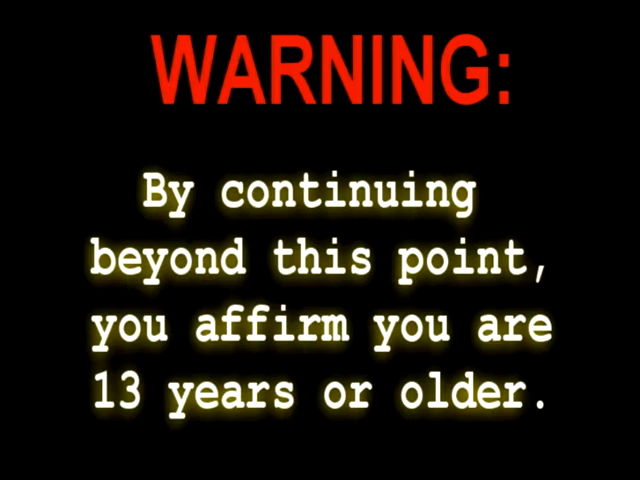 WARNING:
By continuing
beyond this point,
you affirm you are
13 years or older.